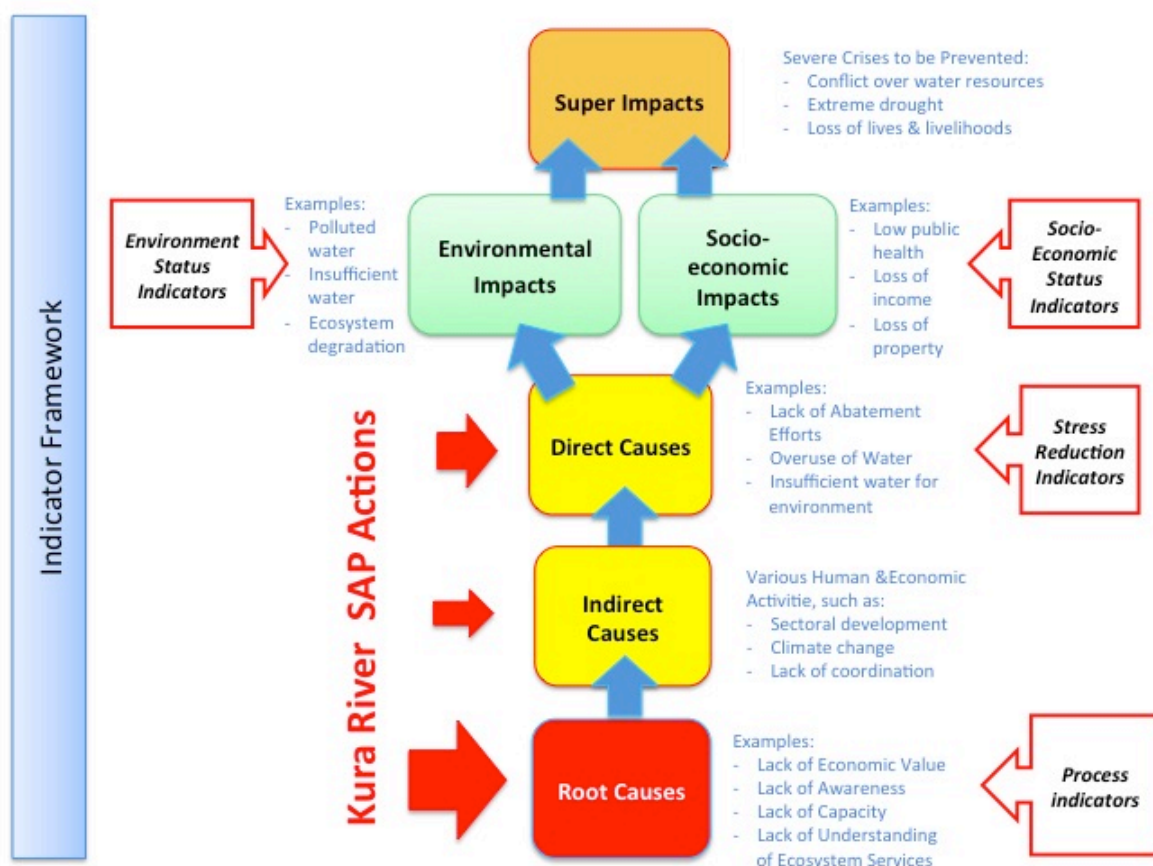 Indicator Framework
Super Impacts
Severe Crises to be Prevented:
- Conflict over water resources
- Extreme drought
- Loss of lives & livelihoods
Environment
Status
Indicators
Examples:
- Polluted
water
- Insufficient
water
- Ecosystem
degradation
Environmental
Impacts
Socio-
economic
Impacts
Examples:
- Low public
health
- Loss of
income
- Loss of
property
Socio-
Economic
Status
Indicators
Kura River SAP Actions
Direct Causes
Examples:
- Lack of Abatement
Efforts
- Overuse of Water
- Insufficient water for
environment
Stress
Reduction
Indicators
Indirect
Causes
Various Human &Economic
Activitie, such as:
- Sectoral development
- Climate change
- Lack of coordination
Root Causes
Examples:
- Lack of Economic Value
- Lack of Awareness
- Lack of Capacity
- Lack of Understanding
of Ecosystem Services
Process
indicators